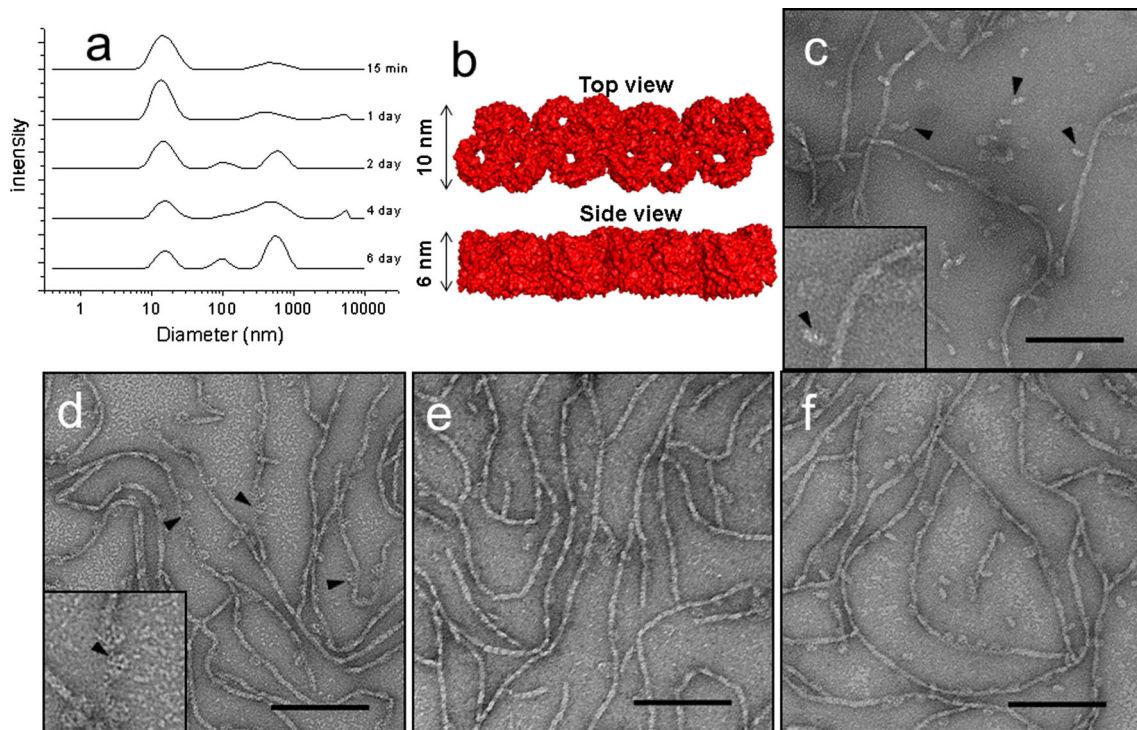 a
intensity
15 min
1 day
2 day
4 day
6 day
1
10
100
1000
10000
Diameter (nm)
b
Top view
10 nm
Side view
6 nm
c
d
e
f